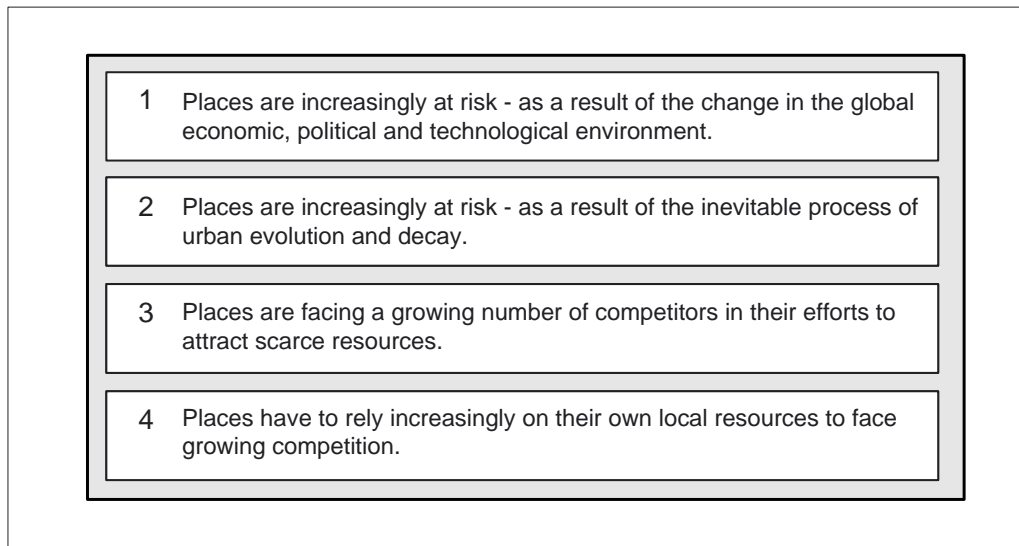 1 Places are increasingly at risk - as a result of the change in the global
economic, political and technological environment.
2 Places are increasingly at risk - as a result of the inevitable process of
urban evolution and decay.
3 Places are facing a growing number of competitors in their efforts to
attract scarce resources.
4 Places have to rely increasingly on their own local resources to face
growing competition.